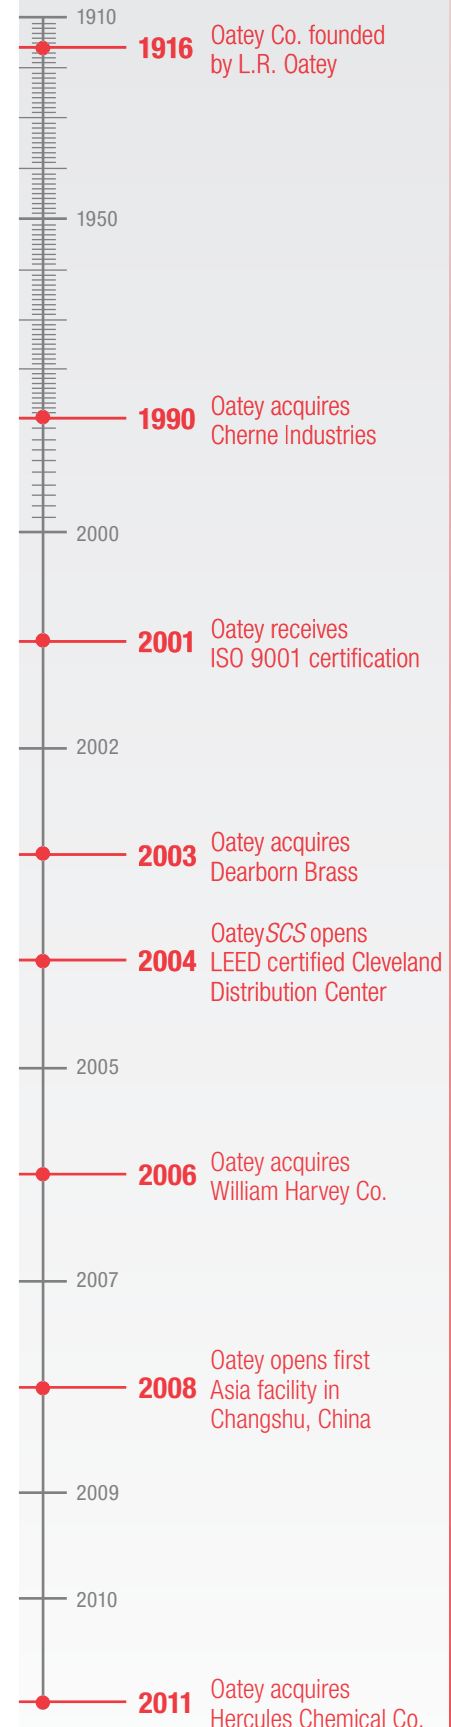 1910
1916
Oatey Co. founded
by L.R. Oatey
1950
1990
Oatey acquires
Cherne Industries
2000
2001
Oatey receives
ISO 9001 certification
2002
2003
Oatey acquires
Dearborn Brass
OateySCS opens
2004
LEED certified Cleveland
Distribution Center
2005
2006
Oatey acquires
William Harvey Co.
2007
Oatey opens first
2008
Asia facility in
Changshu, China
2009
2010
2011
Oatey acquires
Hercules Chemical Co.